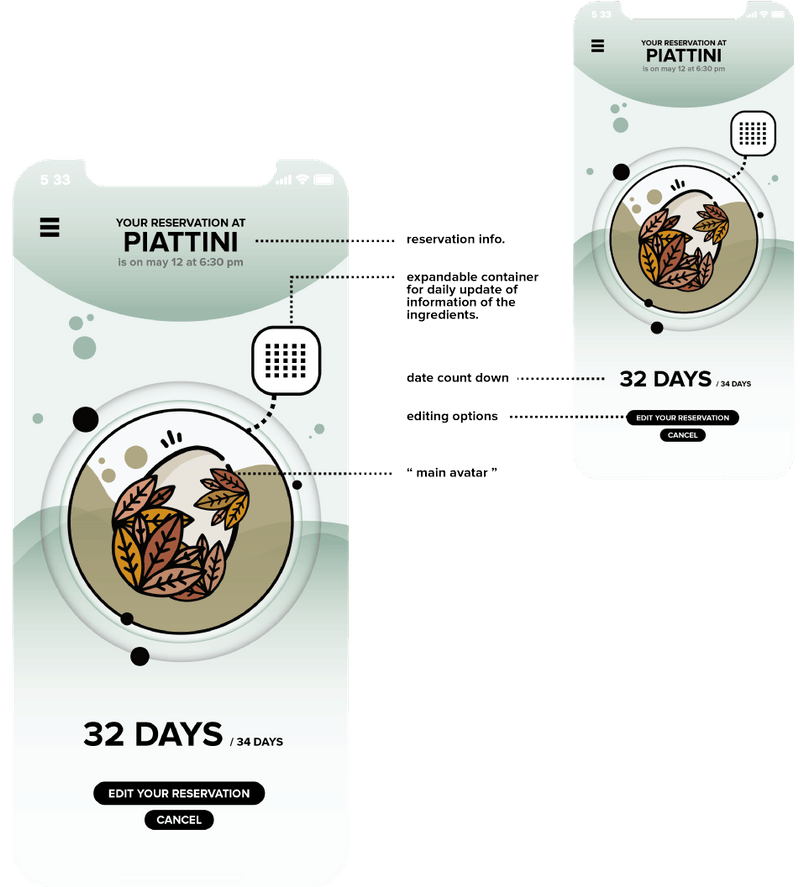 5 33
YOUR RESERVATION AT
PIATTINI
is on may 12 at 6:30 pm
32 DAYS / 34 DAYS
EDIT YOUR RESERVATION
CANCEL
reservation info.
expandable container
for daily update of
information of the
ingredients.
date count down
editing options
“ main avatar ”
5 33
YOUR RESERVATION AT
PIATTINI
is on may 12 at 6:30 pm
32 DAYS / 34 DAYS
EDIT YOUR RESERVATION
CANCEL